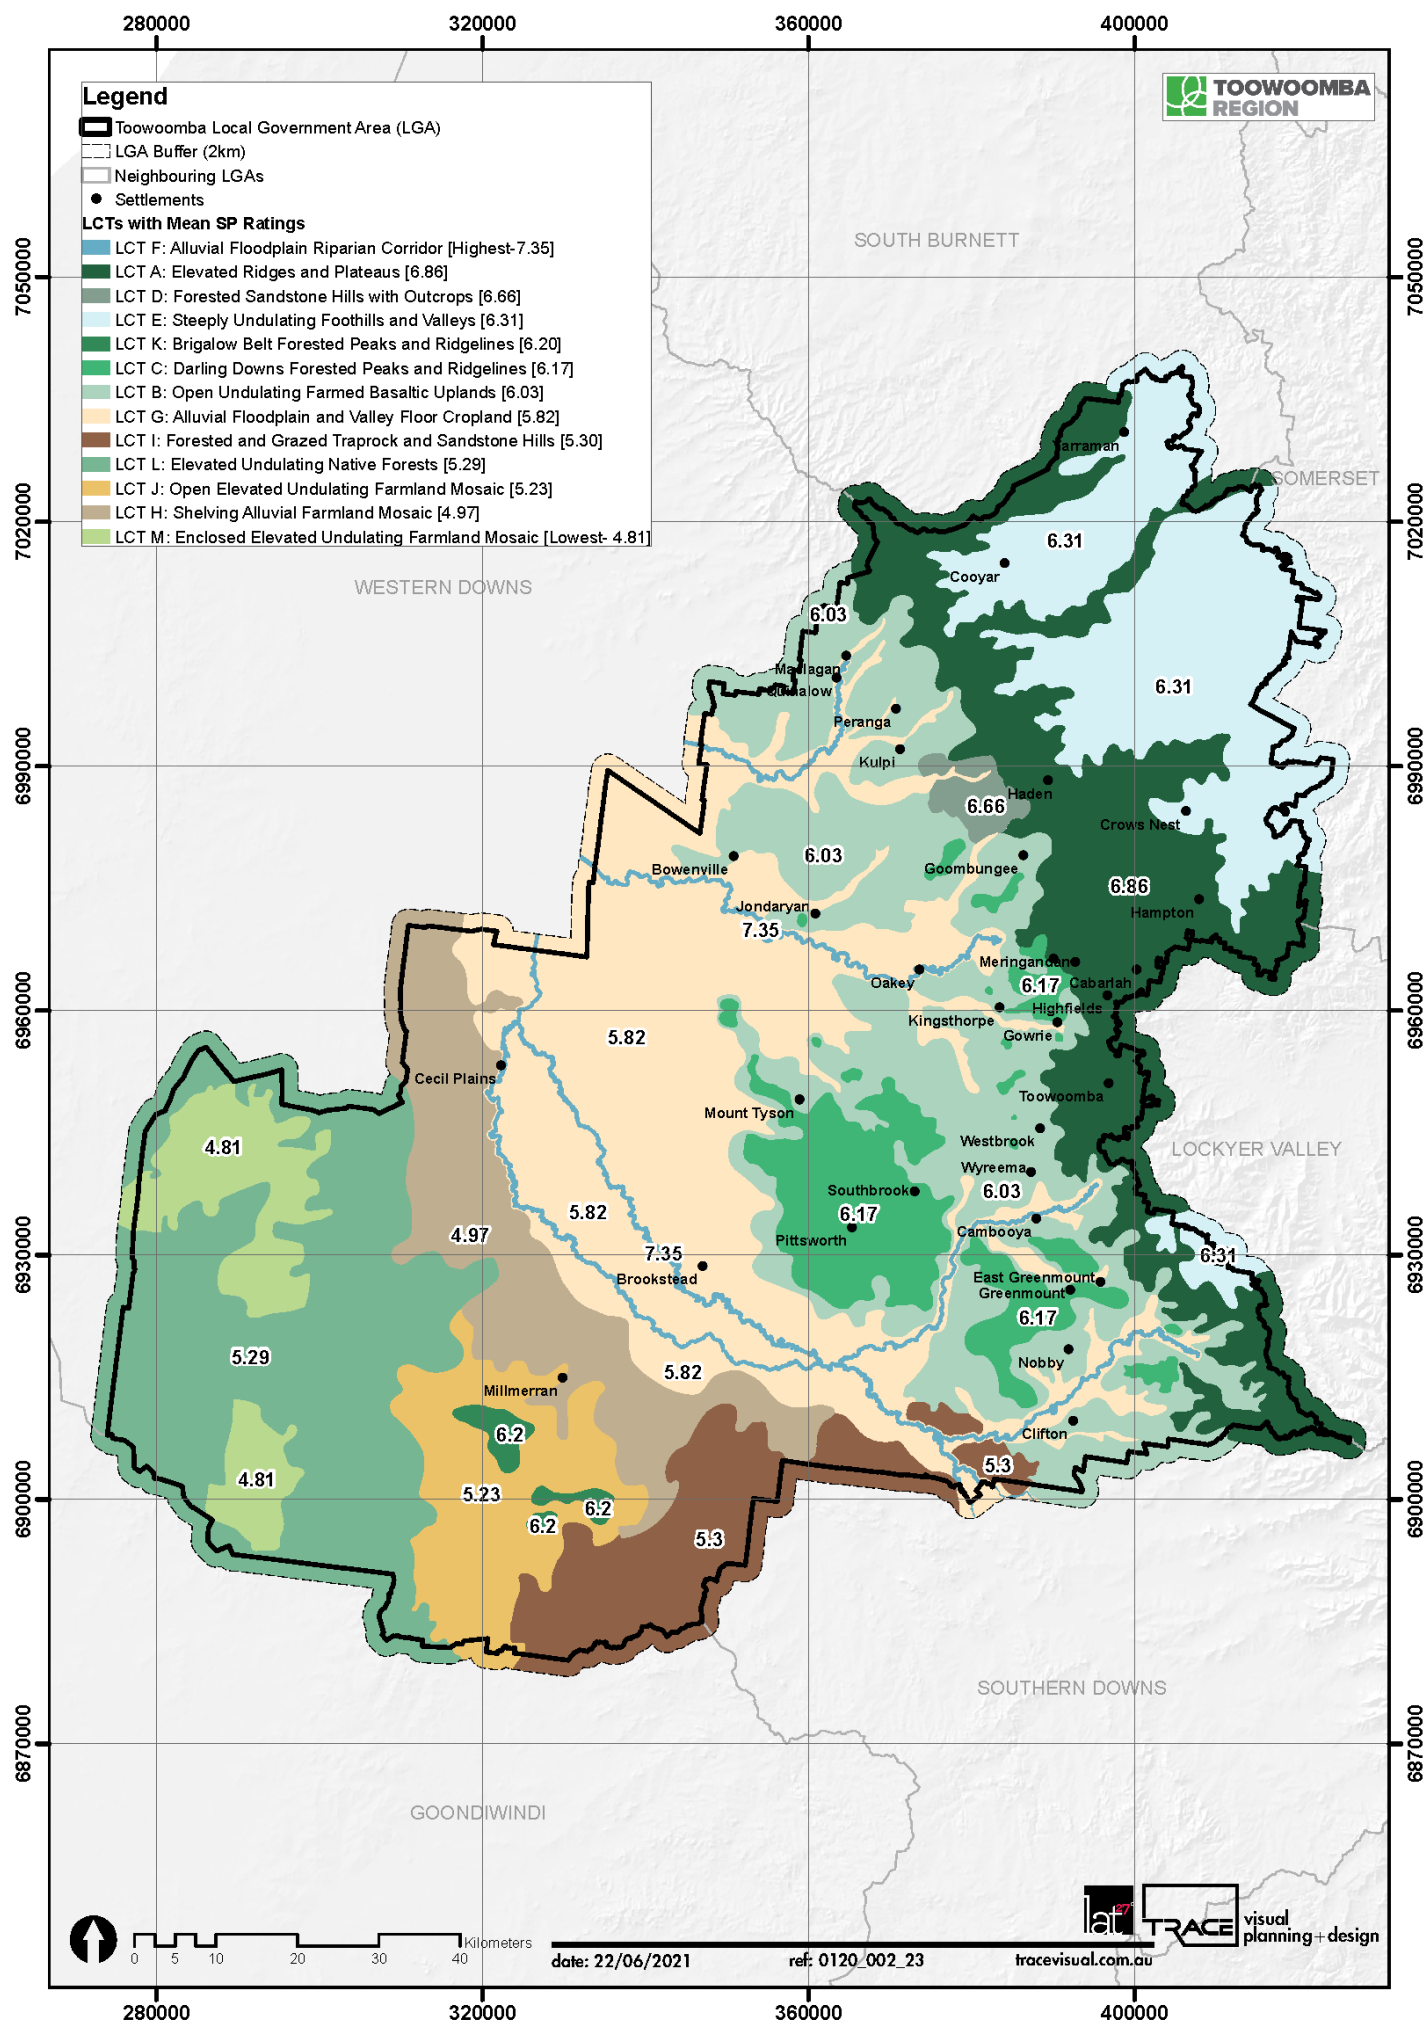 280000
320000
360000
400000
Legend
Toowoomba Local Government Area (LGA)
LGA Buffer (2km)
Neighbouring LGAs
Settlements
LCTs with Mean SP Ratings
LCT F: Alluvial Floodplain Riparian Corridor [Highest-7.35]
LCT A: Elevated Ridges and Plateaus [6.86]
LCT D: Forested Sandstone Hills with Outcrops [6.66]
LCT E: Steeply Undulating Foothills and Valleys [6.31]
LCT K: Brigalow Belt Forested Peaks and Ridgelines [6.20]
LCT C: Darling Downs Forested Peaks and Ridgelines [6.17]
LCT B: Open Undulating Farmed Basaltic Uplands [6.03]
LCT G: Alluvial Floodplain and Valley Floor Cropland [5.82]
LCT I: Forested and Grazed Traprock and Sandstone Hills [5.30]
LCT L: Elevated Undulating Native Forests [5.29]
LCT J: Open Elevated Undulating Farmland Mosaic [5.23]
LCT H: Shelving Alluvial Farmland Mosaic [4.97]
LCT M: Enclosed Elevated Undulating Farmland Mosaic [Lowest- 4.81]
TOOWOOMBA
REGION
SOUTH BURNETT
7050000
7050000
Yarraman
SOMERSET
7020000
7020000
6.31
Cooyar
WESTERN DOWNS
6.03
Maclagan
Quinalow
6.31
Peranga
Kulpi
6990000
6990000
Haden
6.66
Crows Nest
6.03
Bowenville
Goombungee
6.86
Jondaryan
Hampton
7.35
Meringandan
Oakey
6.17
Cabarlah
Highfields
6960000
6960000
Kingsthorpe
Gowrie
5.82
Cecil Plains
Toowoomba
Mount Tyson
4.81
Westbrook
LOCKYER VALLEY
Wyreema
Southbrook
6.03
5.82
6.17
4.97
Cambooya
Pittsworth
6930000
6930000
7.35
6.31
Brookstead
East Greenmount
Greenmount
6.17
5.29
Nobby
5.82
Millmerran
6.2
Clifton
5.3
4.81
5.23
6.2
6900000
6900000
6.2
5.3
SOUTHERN DOWNS
6870000
6870000
GOONDIWINDI
0 5 10 20 30 40
Kilometers
date: 22/06/2021
ref: 0120_002_23
tracevisual.com.au
lat27°
TRACE
visual
planning+design
280000
320000
360000
400000